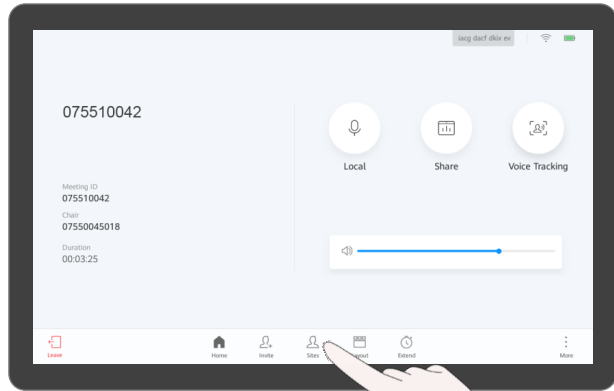 iacg dacf dkix ex
075510042
Local
Share
Voice Tracking
Meeting ID
075510042
Chair
07550045018
Duration
00:03:25
Leave
Home
Invite
Sites
Extend
More